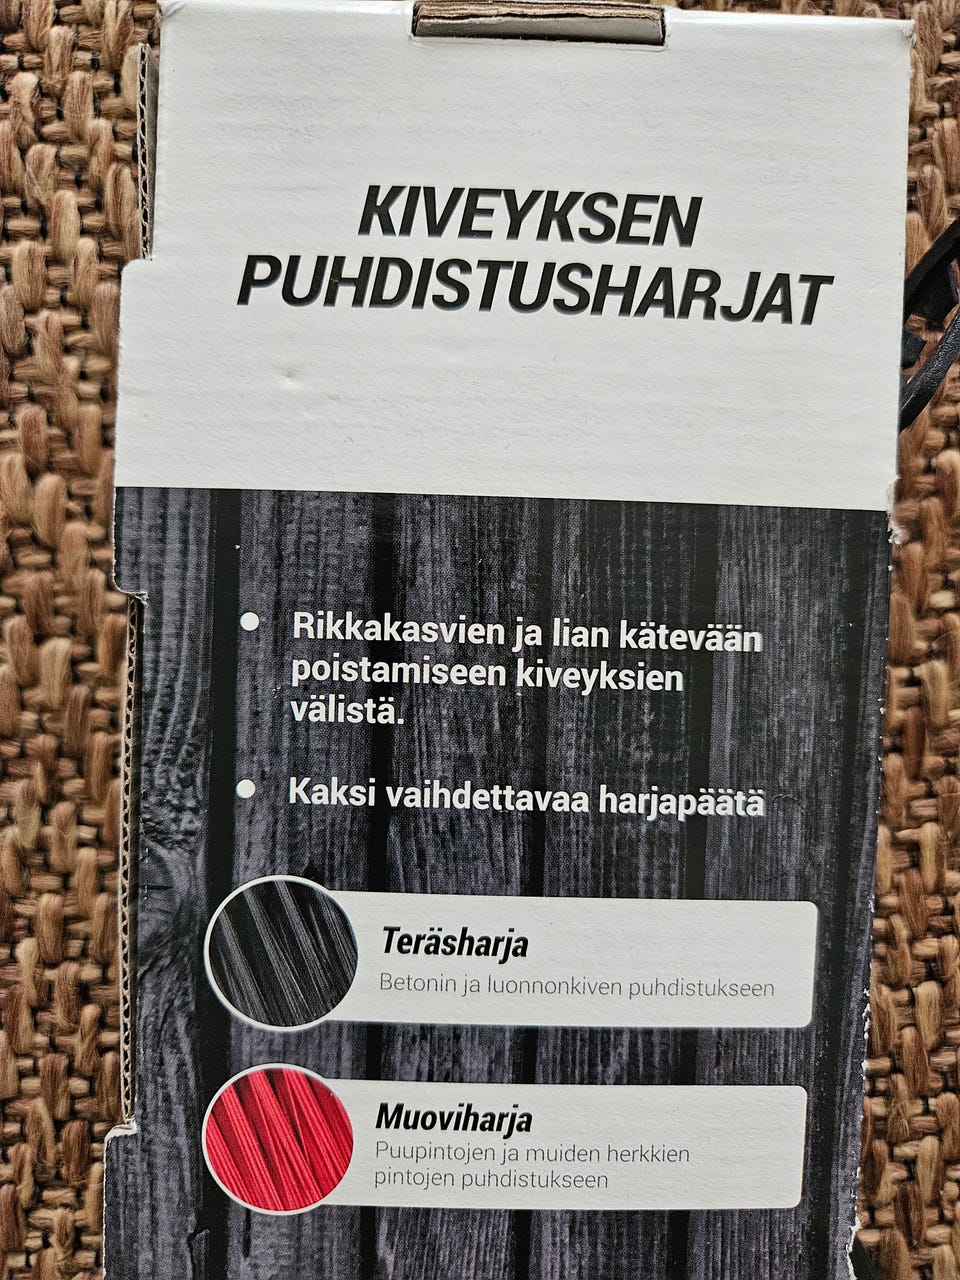 KIVEYKSEN
PUHDISTUSHARJAT
• Rikkakasvien ja lian kätevään
poistamiseen kiveyksien
välistä.
• Kaksi vaihdettavaa harjapäätä
Teräsharja
Betonin ja luonnonkiven puhdistukseen
Muoviharja
Puupintojen ja muiden herkkien
pintojen puhdistukseen